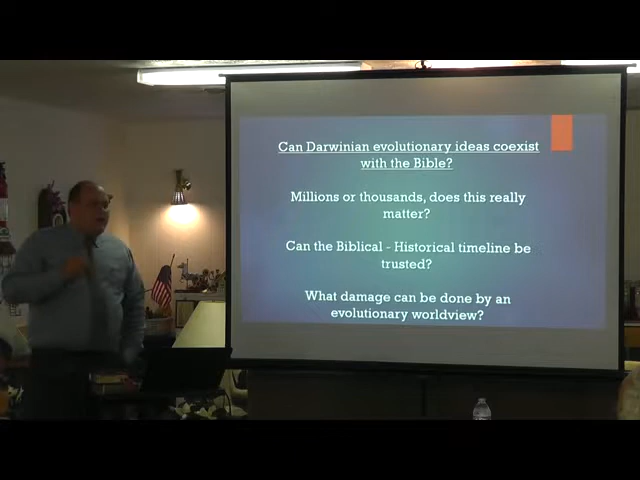 Can Darwinian evolutionary ideas coexist
with the Bible?
Millions or thousands, does this really
matter?
Can the Biblical - Historical timeline be
trusted?
What damage can be done by an
evolutionary worldview?